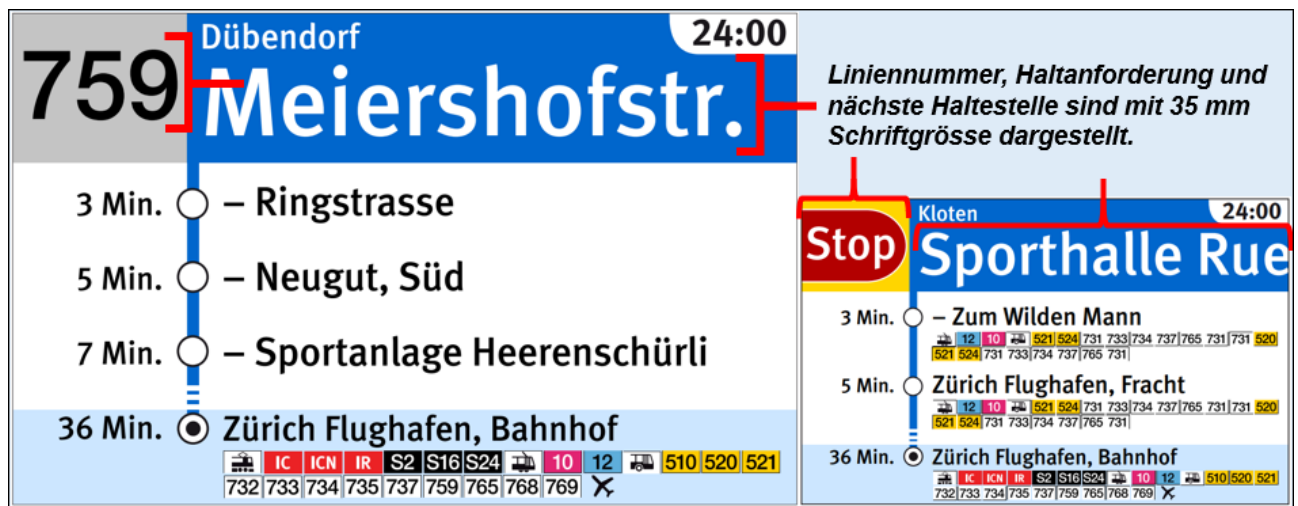 759
Dübendorf
24:00
Meiershofstr.
3 Min.
– Ringstrasse
5 Min.
– Neugut, Süd
7 Min.
– Sportanlage Heerenschürli
36 Min.
Zürich Flughafen, Bahnhof
IC ICN IR S2 S16 S24 10 12 510 520 521
732 733 734 735 737 759 765 768 769
Liniennummer, Haltanforderung und
nächste Haltestelle sind mit 35 mm
Schriftgrösse dargestellt.
Stop
Kloten
24:00
Sporthalle Rue
3 Min.
– Zum Wilden Mann
12 10 521 524 731 733 734 737 765 731 731 520
521 524 731 733 734 737 765 731
5 Min.
Zürich Flughafen, Fracht
12 10 521 524 731 733 734 737 765 731 731 520
521 524 731 733 734 737 765 731
36 Min.
Zürich Flughafen, Bahnhof
IC ICN IR S2 S16 S24 10 12 510 520 521
732 733 734 735 737 759 765 768 769